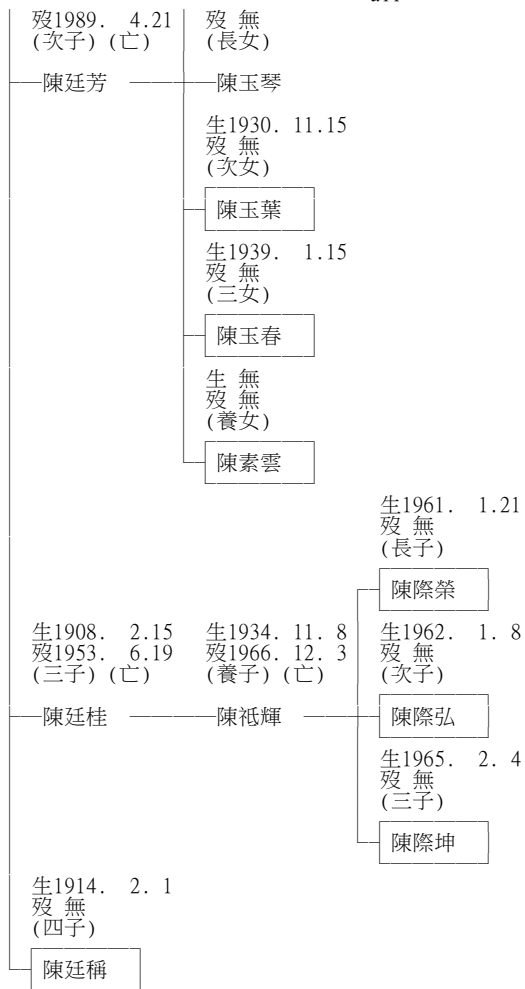 歿1989. 4.21 歿 無
(次子)(亡) (長女)
陳廷芳 陳玉琴
生1930. 11.15
歿 無
(次女)
陳玉葉
生1939. 1.15
歿 無
(三女)
陳玉春
生 無
歿 無
(養女)
陳素雲
生1961. 1.21
歿 無
(長子)
陳際榮
生1908. 2.15 生1934. 11. 8 生1962. 1. 8
歿1953. 6.19 歿1966. 12. 3 歿 無
(三子)(亡) (養子)(亡) (次子)
陳廷桂 陳祇輝 陳際弘
生1965. 2. 4
歿 無
(三子)
陳際坤
生1914. 2. 1
歿 無
(四子)
陳廷稱